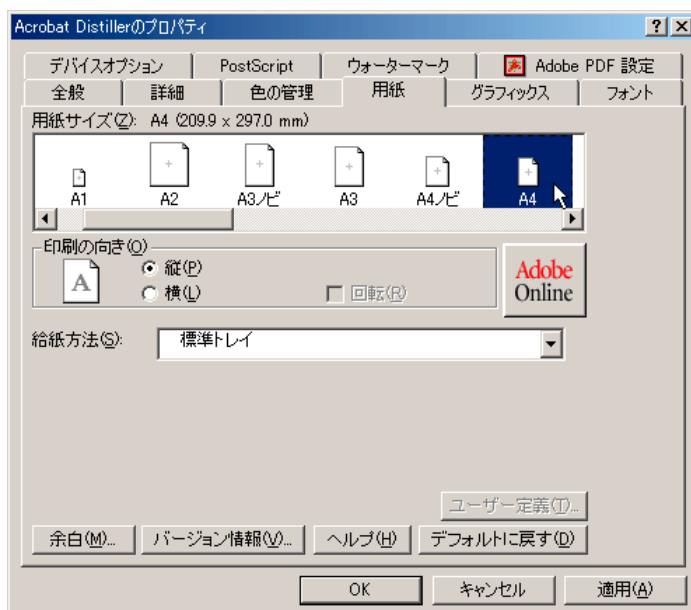 Acrobat Distillerのプロパティ
デバイスオプション PostScript ウォーターマーク Adobe PDF 設定
全般 詳細 色の管理 用紙 グラフィックス フォント
用紙サイズ(Z): A4 (209.9 x 297.0 mm)
A1 A2 A3ノビ A3 A4ノビ A4
印刷の向き(O)
A
縦(P)
横(L) 回転(R)
Adobe
Online
給紙方法(S): 標準トレイ
ユーザー定義(T)...
余白(M)... バージョン情報(V)... ヘルプ(H) デフォルトに戻す(D)
OK キャンセル 適用(A)